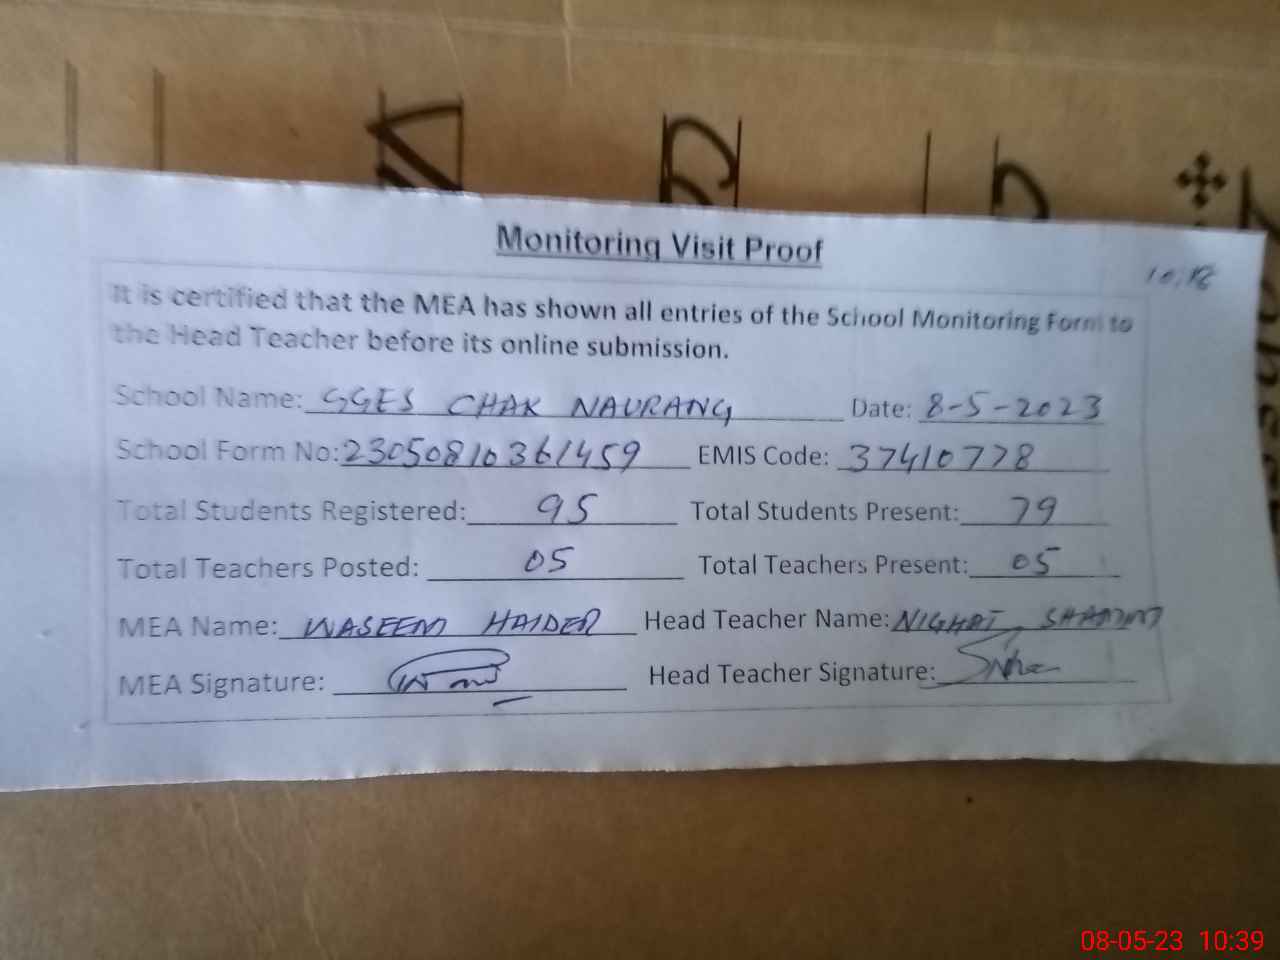 Monitoring Visit Proof
It is certified that the MEA has shown all entries of the School Monitoring Form to
the Head Teacher before its online submission.
School Name: GGES CHAK NAURANG Date: 8-5-2023
School Form No: 23050810361459 EMIS Code: 37410778
Total Students Registered: 95 Total Students Present: 79
Total Teachers Posted: 05 Total Teachers Present: 05
MEA Name: WASEEM HAIDER Head Teacher Name: NIGHAT
MEA Signature: Head Teacher Signature:
08-05-23 10:39